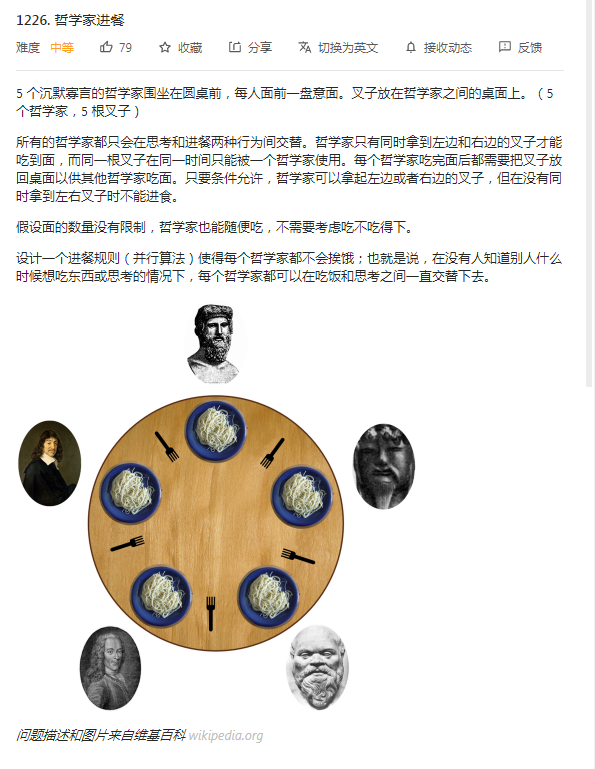 1226. 哲学家进餐
难度 中等 79 收藏 分享 切换为英文 接收动态 反馈
5 个沉默寡言的哲学家围坐在圆桌前，每人面前一盘意面。叉子放在哲学家之间的桌面上。（5
个哲学家，5 根叉子）
所有的哲学家都只会在思考和进餐两种行为间交替。哲学家只有同时拿到左边和右边的叉子才能
吃到面，而同一根叉子在同一时间只能被一个哲学家使用。每个哲学家吃完面后都需要把叉子放
回桌面以供其他哲学家吃面。只要条件允许，哲学家可以拿起左边或者右边的叉子，但在没有同
时拿到左右叉子时不能进食。
假设面的数量没有限制，哲学家也能随便吃，不需要考虑吃不吃得下。
设计一个进餐规则（并行算法）使得每个哲学家都不会挨饿；也就是说，在没有人知道别人什么
时候想吃东西或思考的情况下，每个哲学家都可以在吃饭和思考之间一直交替下去。
问题描述和图片来自维基百科 wikipedia.org